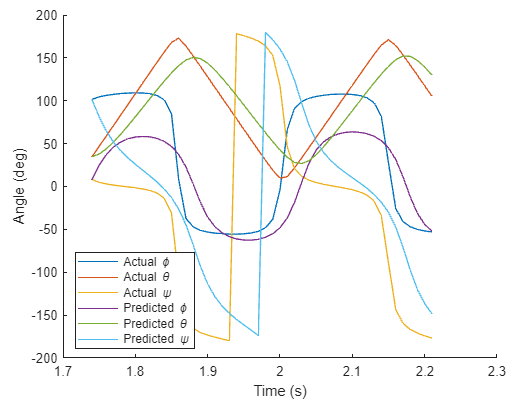 200
150
100
50
0
-50
-100
-150
-200
Angle (deg)
Actual ϕ
Actual θ
Actual ψ
Predicted ϕ
Predicted θ
Predicted ψ
1.7 1.8 1.9 2 2.1 2.2 2.3
Time (s)